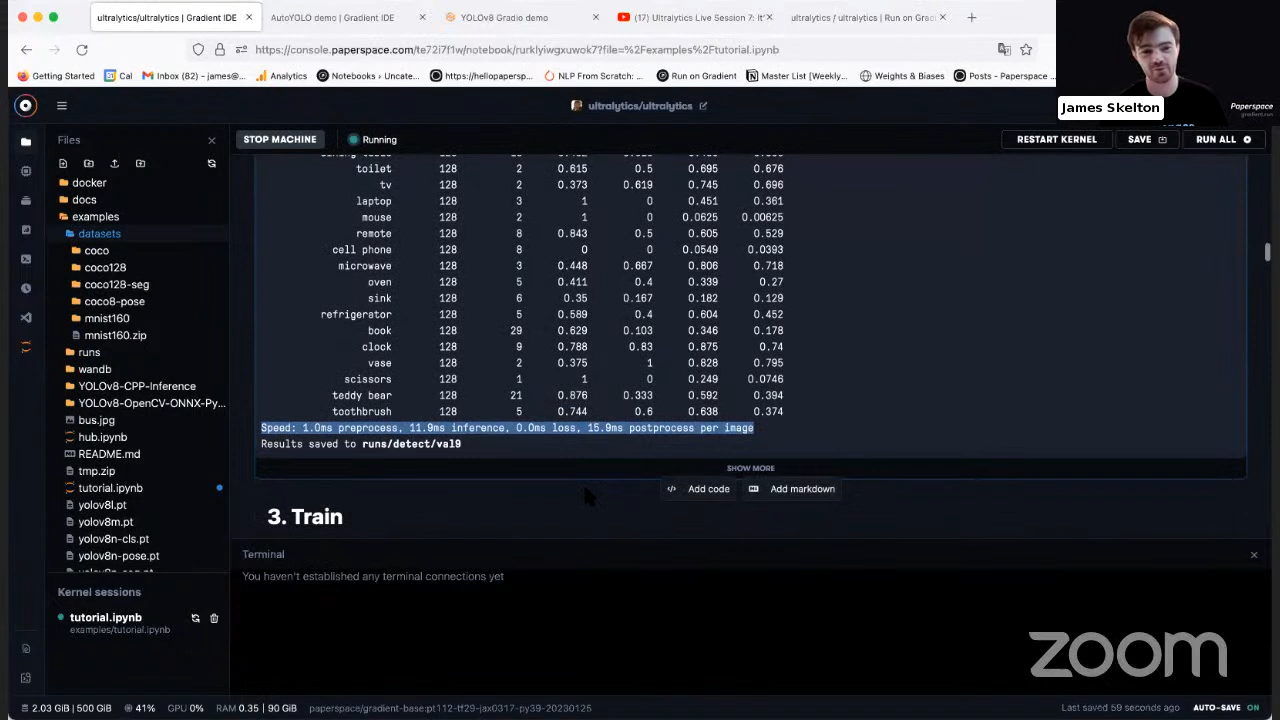 ultralytics/ultralytics | Gradient IDE
AutoYOLO demo | Gradient IDE
YOLOv8 Gradio demo
(17) Ultralytics Live Session 7: It'
ultralytics / ultralytics | Run on Gra
https://console.paperspace.com/te72i7f1w/notebook/rurklyiwgxuwok7?file=%2Fexamples%2Ftutorial.ipynb
Getting Started
Cal
Inbox (82) - james@...
Analytics
Notebooks › Uncate...
https://hellopapersp...
NLP From Scratch: ...
Run on Gradient
Master List [Weekly...
Weights & Biases
Posts - Paperspace ...
James Skelton
Paperspace
ultralytics/ultralytics
Files
STOP MACHINE
Running
RESTART KERNEL
SAVE
RUN ALL
docker
docs
examples
datasets
coco
coco128
coco128-seg
coco8-pose
mnist160
mnist160.zip
runs
wandb
YOLOv8-CPP-Inference
YOLOv8-OpenCV-ONNX-Py...
bus.jpg
hub.ipynb
README.md
tmp.zip
tutorial.ipynb
yolov8l.pt
yolov8m.pt
yolov8n-cls.pt
yolov8n-pose.pt
Kernel sessions
tutorial.ipynb
examples/tutorial.ipynb
toilet 128 2 0.615 0.5 0.695 0.676
tv 128 2 0.373 0.619 0.745 0.696
laptop 128 3 1 0 0.451 0.361
mouse 128 2 1 0 0.0625 0.00625
remote 128 8 0.843 0.5 0.605 0.529
cell phone 128 8 0 0 0.0549 0.0393
microwave 128 3 0.448 0.667 0.806 0.718
oven 128 5 0.411 0.4 0.339 0.27
sink 128 6 0.35 0.167 0.182 0.129
refrigerator 128 5 0.589 0.4 0.604 0.452
book 128 29 0.629 0.103 0.346 0.178
clock 128 9 0.788 0.83 0.875 0.74
vase 128 2 0.375 1 0.828 0.795
scissors 128 1 1 0 0.249 0.0746
teddy bear 128 21 0.876 0.333 0.592 0.394
toothbrush 128 5 0.744 0.6 0.638 0.374
Speed: 1.0ms preprocess, 11.9ms inference, 0.0ms loss, 15.9ms postprocess per image
Results saved to runs/detect/val9
SHOW MORE
Add code
Add markdown
3. Train
Terminal
You haven't established any terminal connections yet
zoom
2.03 GiB | 500 GiB
41%
GPU 0%
RAM 0.35 | 90 GiB
paperspace/gradient-base:pt112-tf29-jax0317-py39-20230125
Last saved 59 seconds ago
AUTO-SAVE ON